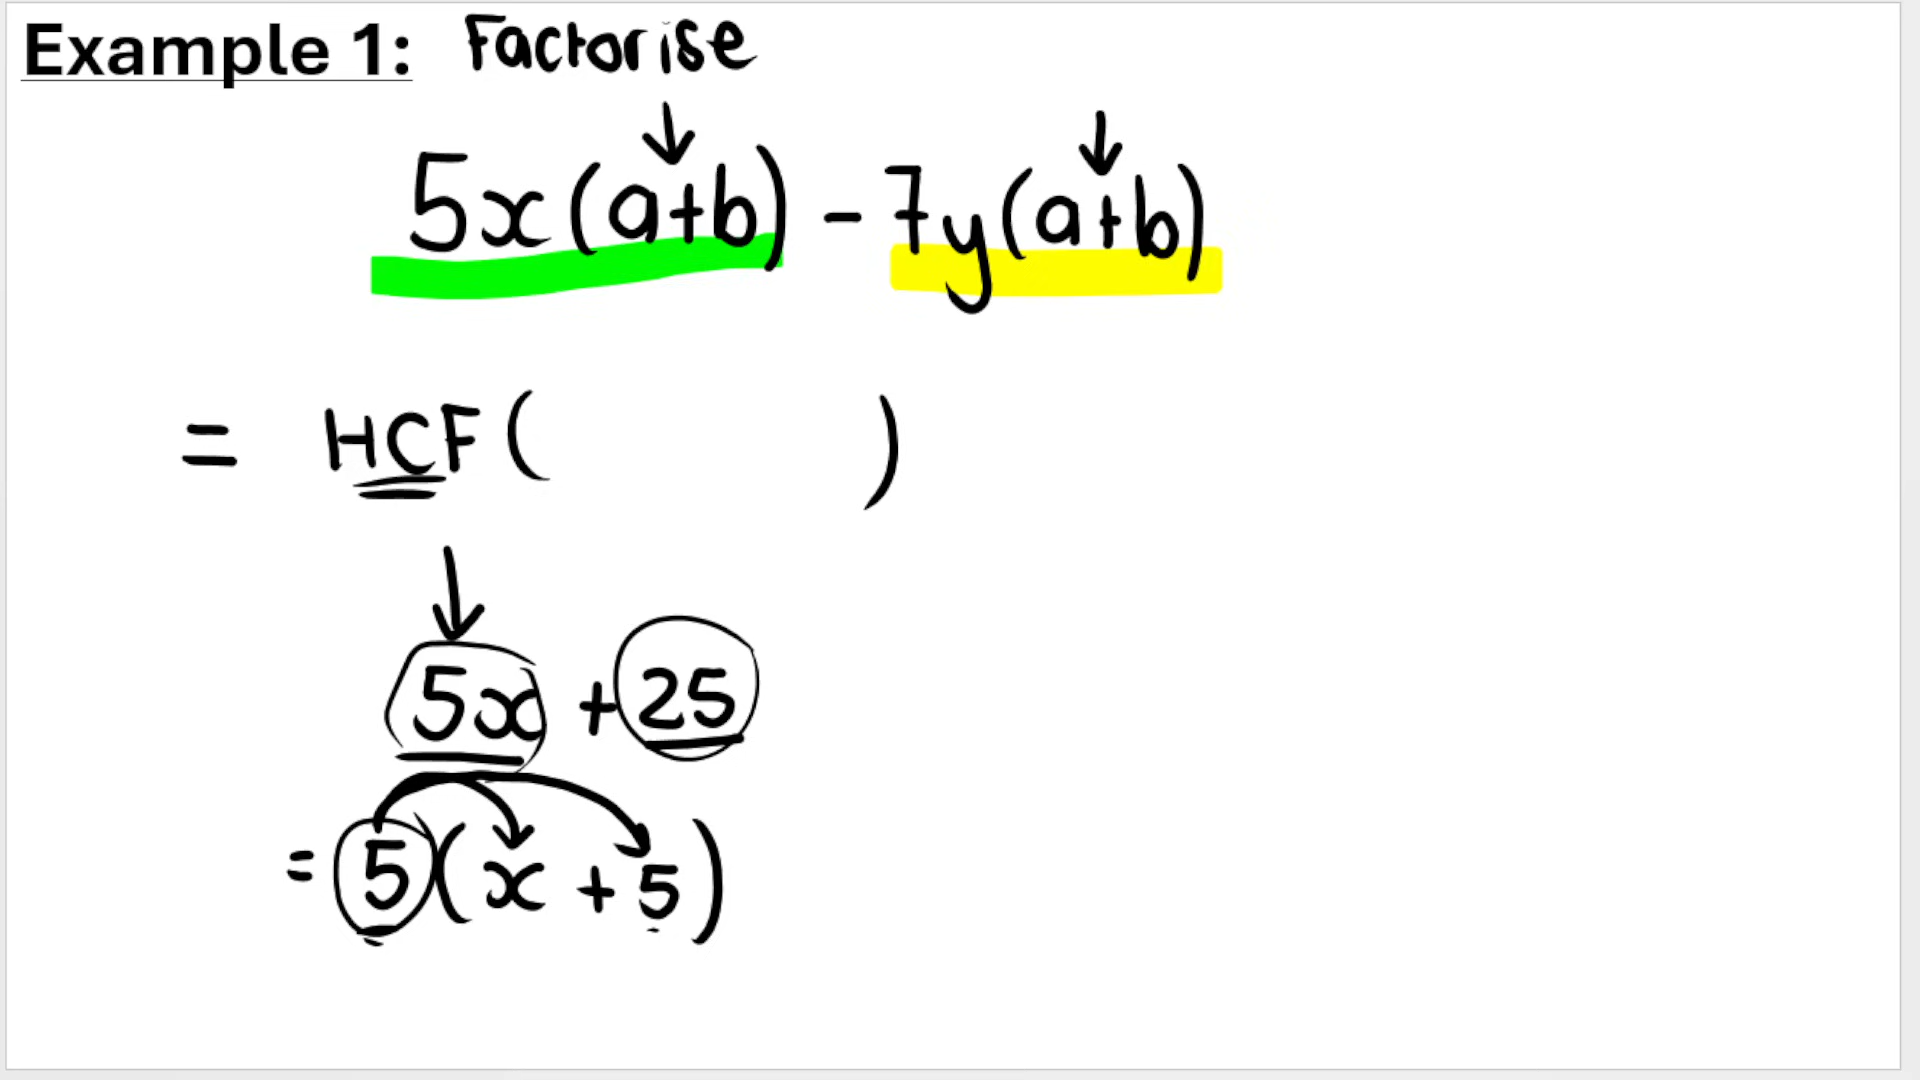 Example 1: Factorise
5x(a+b) - 7y(a+b)
= HCF( )
5x + 25
= 5(x + 5)